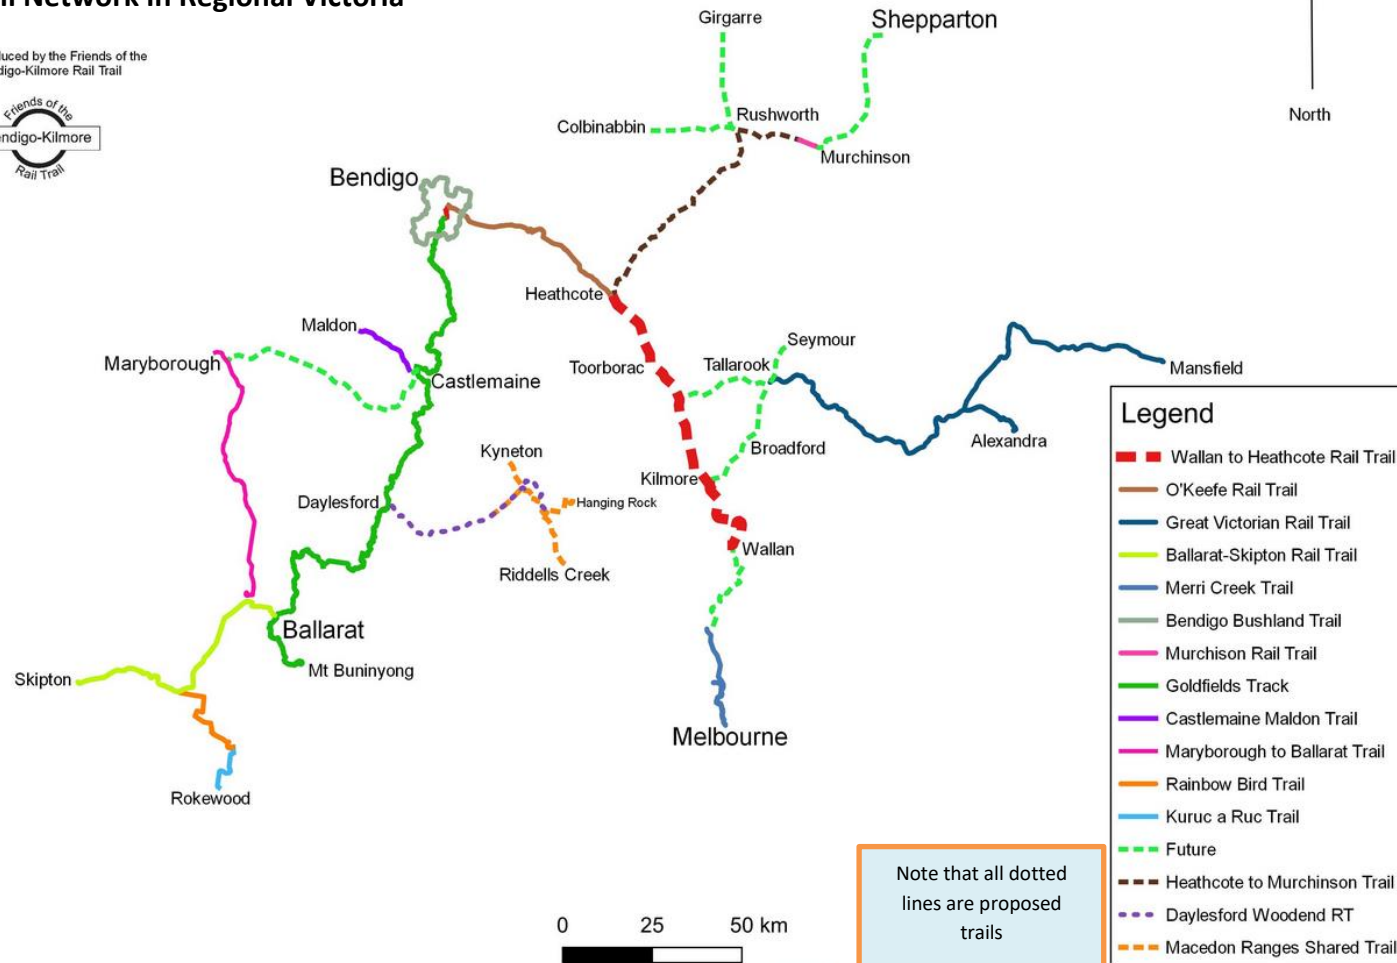 Network in Regional Victoria
by the Friends of the
Rail Trail
Friends of the
Bendigo-Kilmore
Rail Trail
North
Girgarre
Shepparton
Colbinabbin
Rushworth
Murchinson
Bendigo
Heathcote
Maldon
Maryborough
Castlemaine
Toorborac
Tallarook
Seymour
Mansfield
Alexandra
Broadford
Kilmore
Kyneton
Hanging Rock
Daylesford
Riddells Creek
Wallan
Ballarat
Mt Buninyong
Skipton
Rokewood
Melbourne
Legend
Wallan to Heathcote Rail Trail
O'Keefe Rail Trail
Great Victorian Rail Trail
Ballarat-Skipton Rail Trail
Merri Creek Trail
Bendigo Bushland Trail
Murchison Rail Trail
Goldfields Track
Castlemaine Maldon Trail
Maryborough to Ballarat Trail
Rainbow Bird Trail
Kuruc a Ruc Trail
Future
Heathcote to Murchinson Trail
Daylesford Woodend RT
Macedon Ranges Shared Trail
Note that all dotted
lines are proposed
trails
0 25 50 km